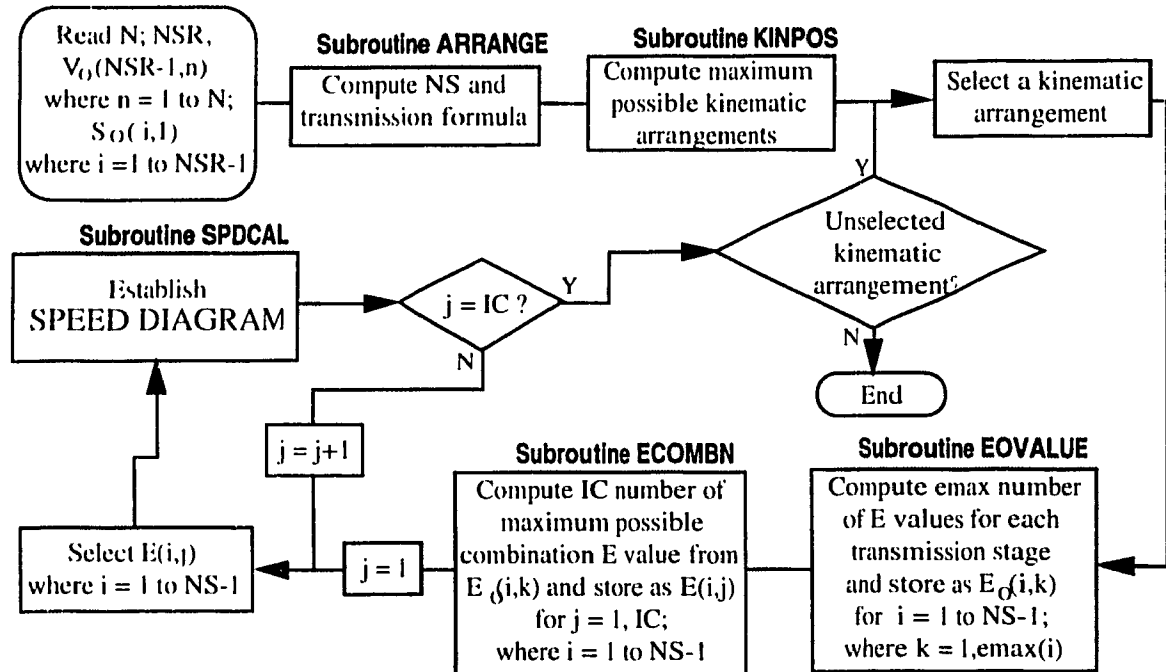 Read N; NSR,
V₀(NSR-1,n)
where n = 1 to N;
S₀( i,1)
where i =1 to NSR-1
Subroutine ARRANGE
Compute NS and
transmission formula
Subroutine KINPOS
Compute maximum
possible kinematic
arrangements
Select a kinematic
arrangement
Y
Unselected
kinematic
arrangement?
N
End
Subroutine SPDCAL
Establish
SPEED DIAGRAM
j = IC ?
Y
N
j = j+1
Select E(i,j)
where i = 1 to NS-1
j = 1
Subroutine ECOMBN
Compute IC number of
maximum possible
combination E value from
E₀(i,k) and store as E(i,j)
for j = 1, IC;
where i = 1 to NS-1
Subroutine EOVALUE
Compute emax number
of E values for each
transmission stage
and store as E₀(i,k)
for i = 1 to NS-1;
where k = 1,emax(i)